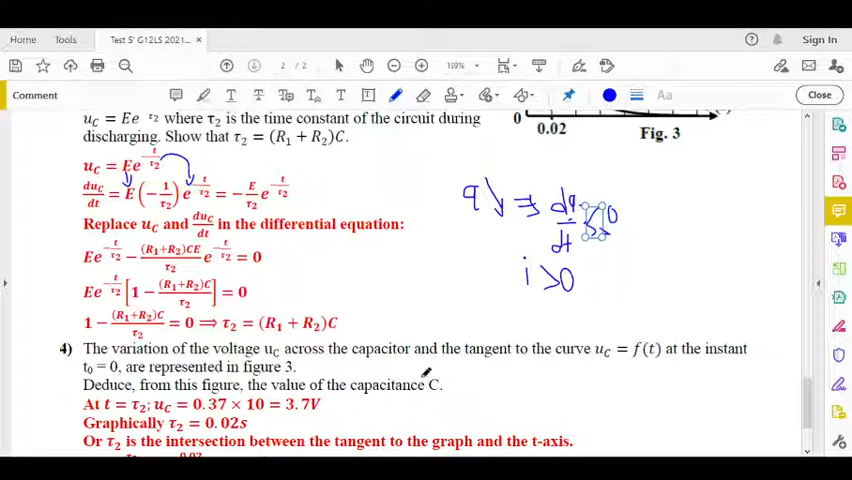 Home Tools Test 5' G12LS 2021... × Sign In
2 / 2 139%
Comment Aa Close
u_C = Ee^{-t/τ₂} where τ₂ is the time constant of the circuit during
discharging. Show that τ₂ = (R₁ + R₂)C.
0 0.02
Fig. 3
u_C = Ee^{-t/τ₂}
du_C/dt = E(-1/τ₂)e^{-t/τ₂} = -E/τ₂ e^{-t/τ₂}
q ↘ ⇒ dq/dt < 0
Replace u_C and du_C/dt in the differential equation:
Ee^{-t/τ₂} - (R₁+R₂)CE/τ₂ e^{-t/τ₂} = 0
i > 0
Ee^{-t/τ₂}[1 - (R₁+R₂)C/τ₂] = 0
1 - (R₁+R₂)C/τ₂ = 0 ⟹ τ₂ = (R₁ + R₂)C
4) The variation of the voltage u_C across the capacitor and the tangent to the curve u_C = f(t) at the instant
t₀ = 0, are represented in figure 3.
Deduce, from this figure, the value of the capacitance C.
At t = τ₂; u_C = 0.37 × 10 = 3.7V
Graphically τ₂ = 0.02s
Or τ₂ is the intersection between the tangent to the graph and the t-axis.